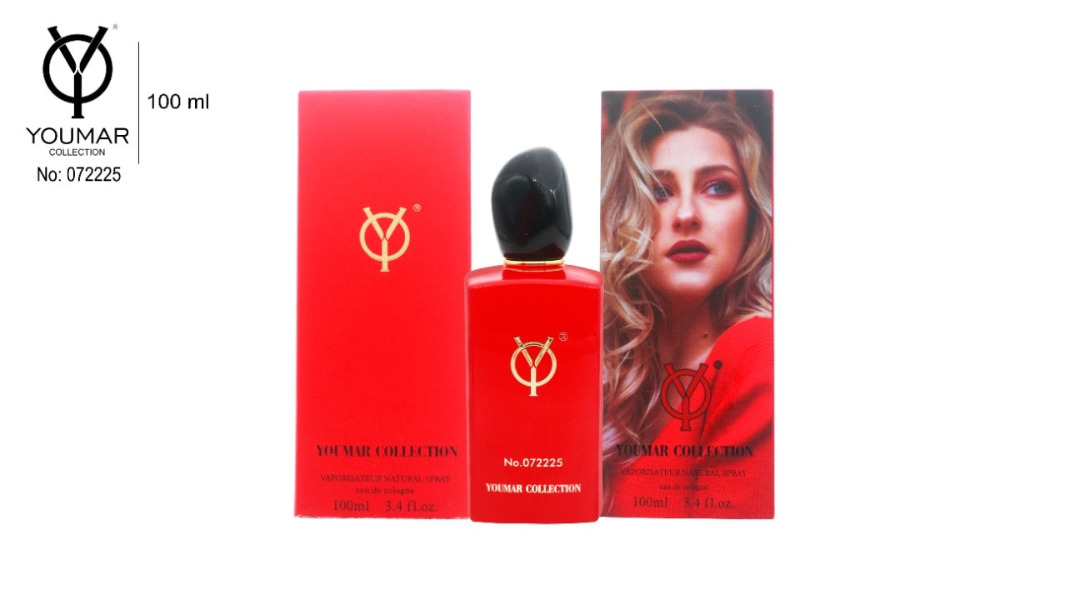 ®
YOUMAR
COLLECTION
No: 072225
100 ml
®
YOUMAR COLLECTION
VAPORISATEUR NATURAL SPRAY
eau de cologne
100ml 3.4 fl.oz.
®
No.072225
YOUMAR COLLECTION
YOUMAR COLLECTION
VAPORISATEUR NATURAL SPRAY
eau de cologne
100ml 3.4 fl.oz.